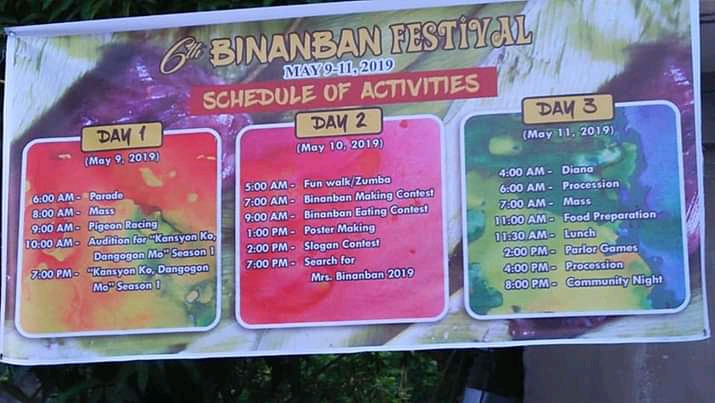 6th BINANBAN FESTIVAL
MAY 9-11, 2019
SCHEDULE OF ACTIVITIES
DAY 1
(May 9, 2019)
6:00 AM - Parade
8:00 AM - Mass
9:00 AM - Pigeon Racing
10:00 AM - Audition for "Kansyon Ko,
Dangogon Mo" Season 1
7:00 PM - "Kansyon Ko, Dangogon
Mo" Season 1
DAY 2
(May 10, 2019)
5:00 AM - Fun walk/Zumba
7:00 AM - Binanban Making Contest
9:00 AM - Binanban Eating Contest
1:00 PM - Poster Making
2:00 PM - Slogan Contest
7:00 PM - Search for
Mrs. Binanban 2019
DAY 3
(May 11, 2019)
4:00 AM - Diana
6:00 AM - Procession
7:00 AM - Mass
11:00 AM - Food Preparation
11:30 AM - Lunch
2:00 PM - Parlor Games
4:00 PM - Procession
8:00 PM - Community Night